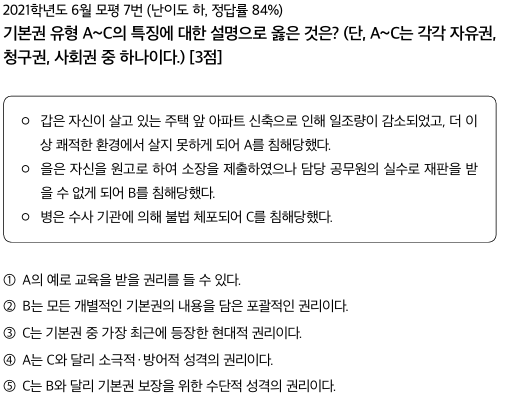 2021학년도 6월 모평 7번 (난이도 하, 정답률 84%)
기본권 유형 A~C의 특징에 대한 설명으로 옳은 것은? (단, A~C는 각각 자유권,
청구권, 사회권 중 하나이다.) [3점]
○ 갑은 자신이 살고 있는 주택 앞 아파트 신축으로 인해 일조량이 감소되었고, 더 이
상 쾌적한 환경에서 살지 못하게 되어 A를 침해당했다.
○ 을은 자신을 원고로 하여 소장을 제출하였으나 담당 공무원의 실수로 재판을 받
을 수 없게 되어 B를 침해당했다.
○ 병은 수사 기관에 의해 불법 체포되어 C를 침해당했다.
① A의 예로 교육을 받을 권리를 들 수 있다.
② B는 모든 개별적인 기본권의 내용을 담은 포괄적인 권리이다.
③ C는 기본권 중 가장 최근에 등장한 현대적 권리이다.
④ A는 C와 달리 소극적·방어적 성격의 권리이다.
⑤ C는 B와 달리 기본권 보장을 위한 수단적 성격의 권리이다.